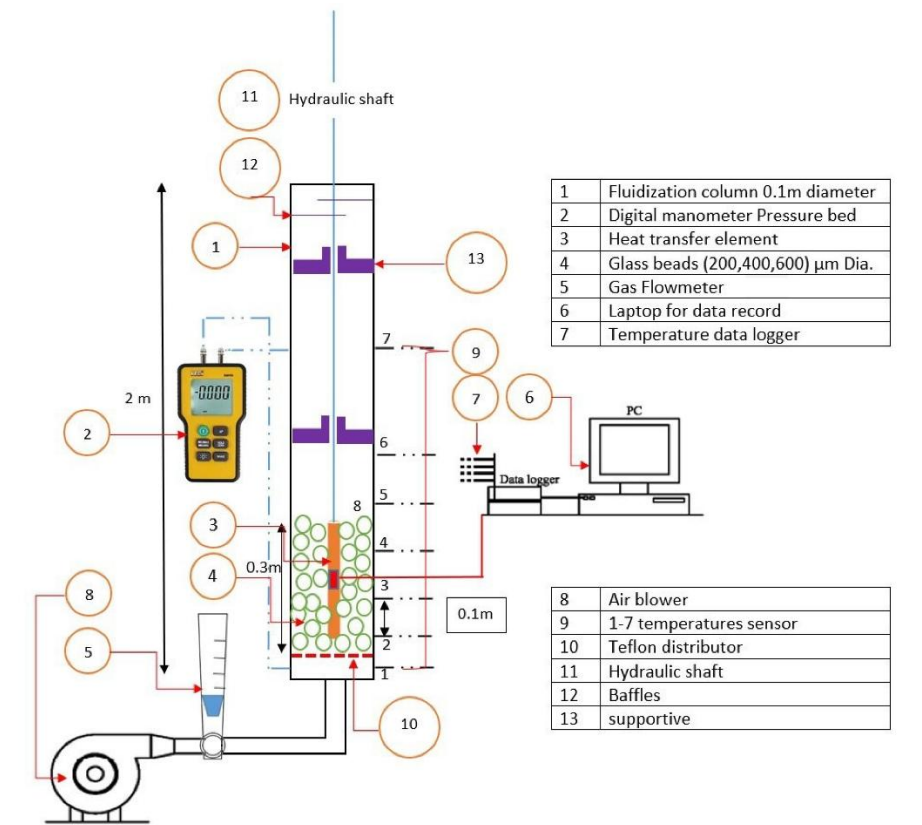 11 Hydraulic shaft
12
1
13
1 Fluidization column 0.1m diameter
2 Digital manometer Pressure bed
3 Heat transfer element
4 Glass beads (200,400,600) µm Dia.
5 Gas Flowmeter
6 Laptop for data record
7 Temperature data logger
7
9
2 m
-0.000
7
6
PC
2
6
Data logger
5
8
3
4
0.3m
4
3
0.1m
8
2
5
1
10
8 Air blower
9 1-7 temperatures sensor
10 Teflon distributor
11 Hydraulic shaft
12 Baffles
13 supportive